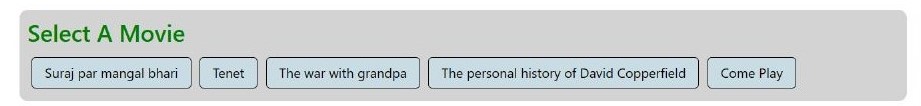 Select A Movie
Suraj par mangal bhari Tenet The war with grandpa The personal history of David Copperfield Come Play